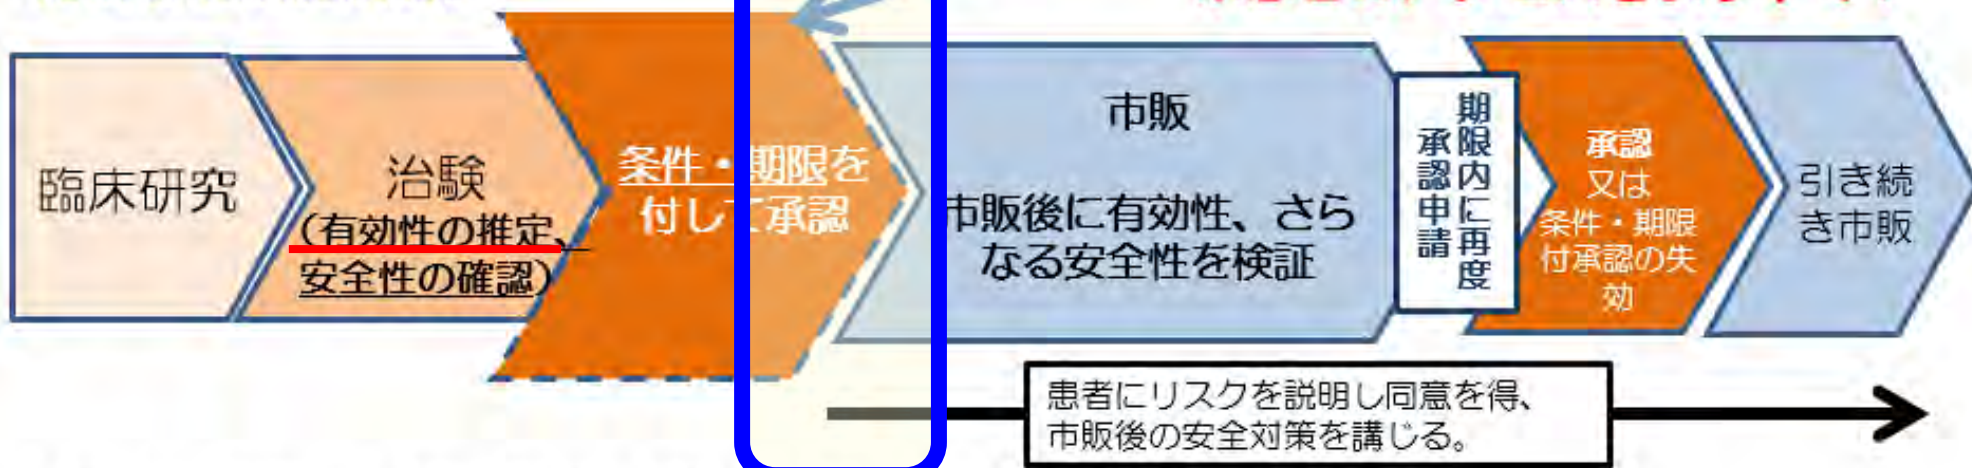 臨床研究
治験
（有効性の推定、
安全性の確認）
条件・期限を
付して承認
市販
市販後に有効性、さら
なる安全性を検証
期限内に再度
承認申請
承認
又は
条件・期限
付承認の失
効
引き続
き市販
患者にリスクを説明し同意を得、
市販後の安全対策を講じる。